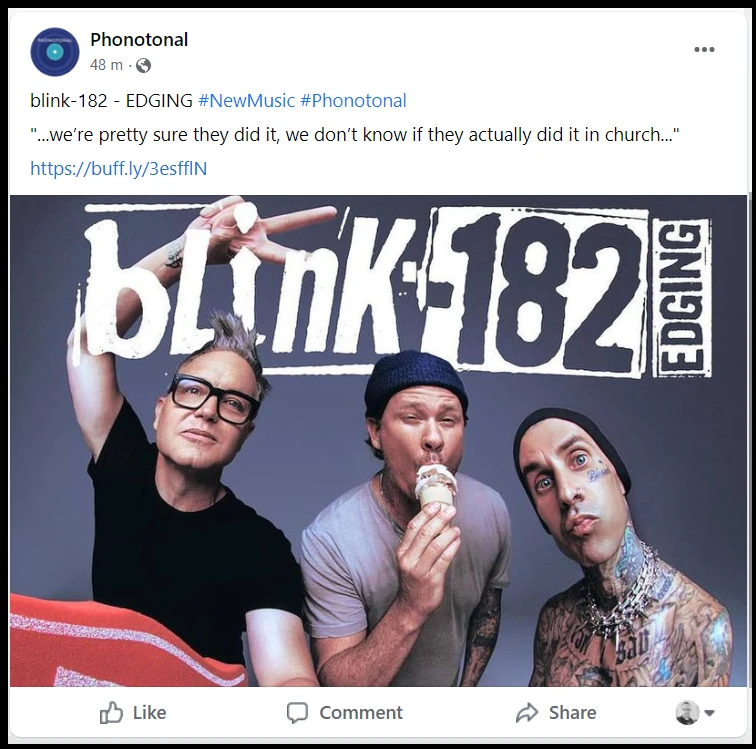 Phonotonal
48 m ·
blink-182 - EDGING #NewMusic #Phonotonal
"...we're pretty sure they did it, we don't know if they actually did it in church..."
https://buff.ly/3esfflN
blink-182
EDGING
Like
Comment
Share